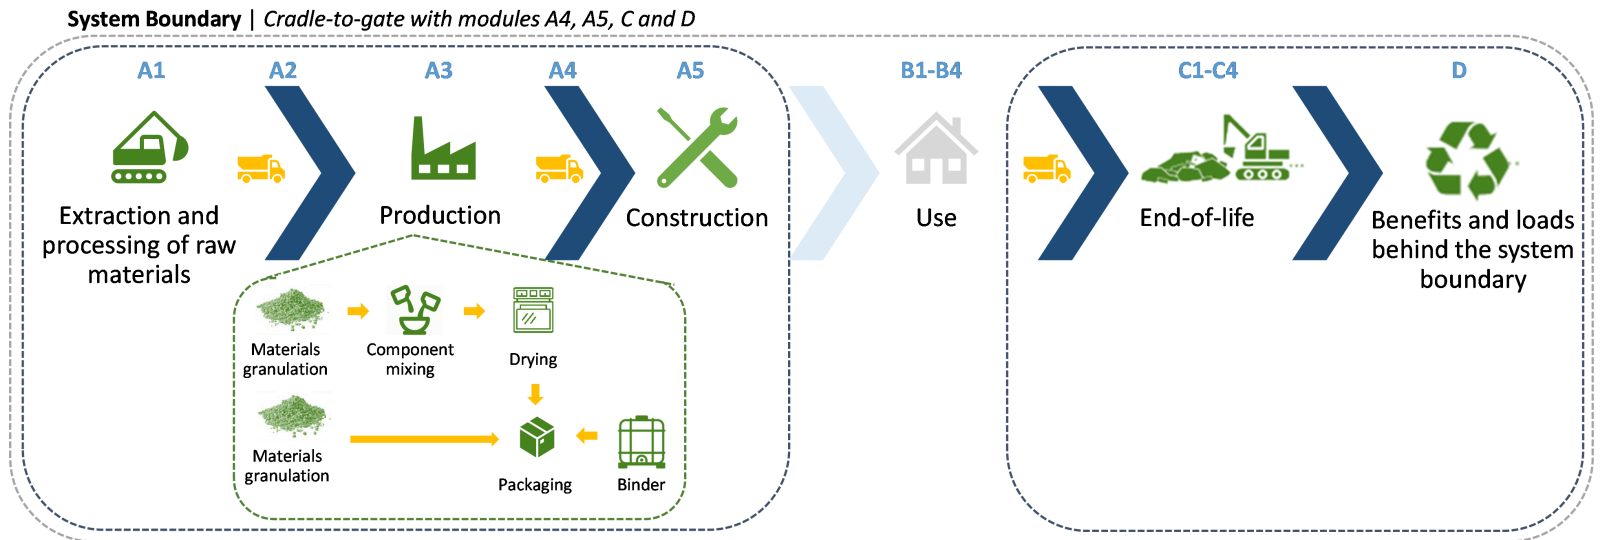 System Boundary | Cradle-to-gate with modules A4, A5, C and D
A1
A2
A3
A4
A5
B1-B4
C1-C4
D
Extraction and
processing of raw
materials
Production
Construction
Use
End-of-life
Benefits and loads
behind the system
boundary
Materials
granulation
Component
mixing
Drying
Materials
granulation
Packaging
Binder